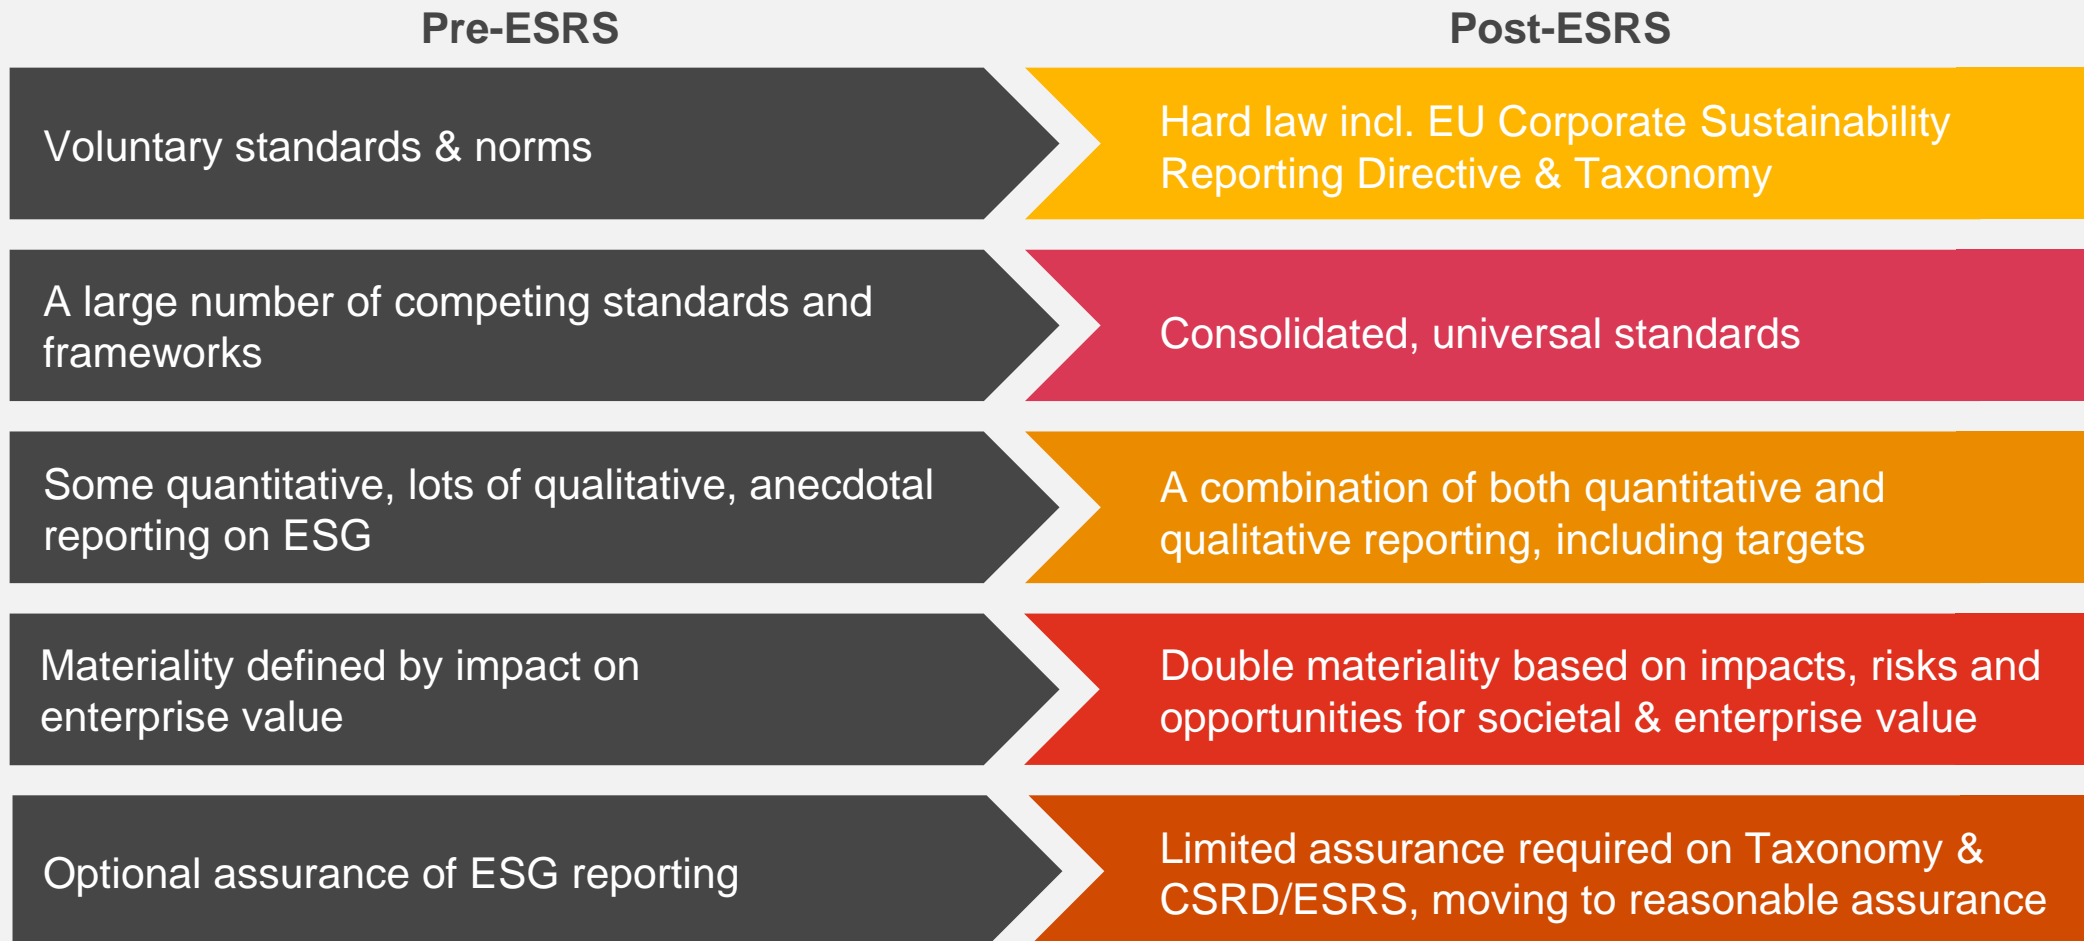 Pre-ESRS
Post-ESRS
Voluntary standards & norms
Hard law incl. EU Corporate Sustainability
Reporting Directive & Taxonomy
A large number of competing standards and
frameworks
Consolidated, universal standards
Some quantitative, lots of qualitative, anecdotal
reporting on ESG
A combination of both quantitative and
qualitative reporting, including targets
Materiality defined by impact on
enterprise value
Double materiality based on impacts, risks and
opportunities for societal & enterprise value
Optional assurance of ESG reporting
Limited assurance required on Taxonomy &
CSRD/ESRS, moving to reasonable assurance